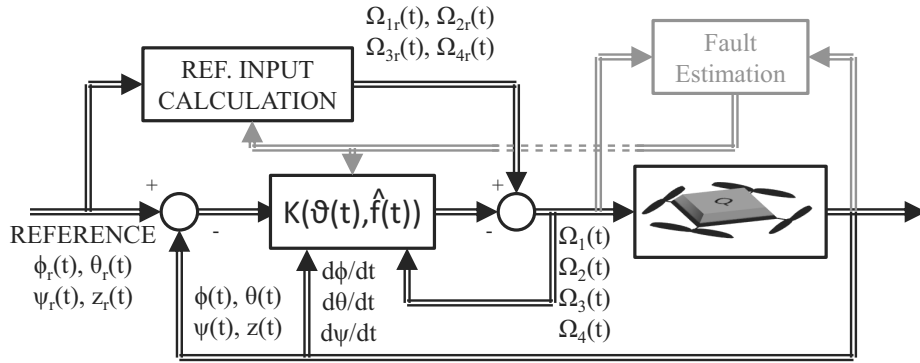 Ω1r(t), Ω2r(t)
Ω3r(t), Ω4r(t)
REF. INPUT
CALCULATION
Fault
Estimation
+
-
K(ϑ(t),f̂(t))
+
-
Q
REFERENCE
ϕr(t), θr(t)
ψr(t), zr(t)
ϕ(t), θ(t)
ψ(t), z(t)
dϕ/dt
dθ/dt
dψ/dt
Ω1(t)
Ω2(t)
Ω3(t)
Ω4(t)